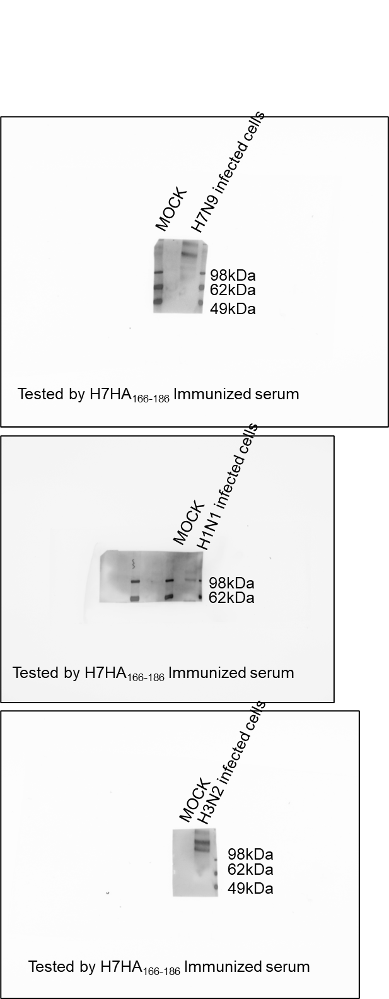 MOCK
H7N9 infected cells
98kDa
62kDa
49kDa
Tested by H7HA166-186 Immunized serum
MOCK
H1N1 infected cells
98kDa
62kDa
Tested by H7HA166-186 Immunized serum
MOCK
H3N2 infected cells
98kDa
62kDa
49kDa
Tested by H7HA166-186 Immunized serum